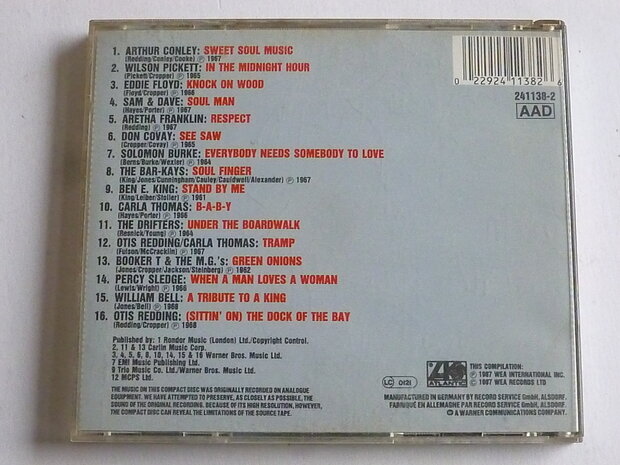 1. ARTHUR CONLEY: SWEET SOUL MUSIC
(Redding/Conley/Cooke) ℗ 1967
2. WILSON PICKETT: IN THE MIDNIGHT HOUR
(Pickett/Cropper) ℗ 1965
3. EDDIE FLOYD: KNOCK ON WOOD
(Floyd/Cropper) ℗ 1966
4. SAM & DAVE: SOUL MAN
(Hayes/Porter) ℗ 1967
5. ARETHA FRANKLIN: RESPECT
(Redding) ℗ 1967
6. DON COVAY: SEE SAW
(Cropper/Covay) ℗ 1965
7. SOLOMON BURKE: EVERYBODY NEEDS SOMEBODY TO LOVE
(Berns/Burke/Wexler) ℗ 1964
8. THE BAR-KAYS: SOUL FINGER
(King/Jones/Cunningham/Cauley/Cauldwell/Alexander) ℗ 1967
9. BEN E. KING: STAND BY ME
(King/Leiber/Stoller) ℗ 1961
10. CARLA THOMAS: B-A-B-Y
(Hayes/Porter) ℗ 1966
11. THE DRIFTERS: UNDER THE BOARDWALK
(Resnick/Young) ℗ 1964
12. OTIS REDDING/CARLA THOMAS: TRAMP
(Fulson/McCracklin) ℗ 1967
13. BOOKER T & THE M.G.'s: GREEN ONIONS
(Jones/Cropper/Jackson/Steinberg) ℗ 1962
14. PERCY SLEDGE: WHEN A MAN LOVES A WOMAN
(Lewis/Wright) ℗ 1966
15. WILLIAM BELL: A TRIBUTE TO A KING
(Jones/Bell) ℗ 1968
16. OTIS REDDING: (SITTIN' ON) THE DOCK OF THE BAY
(Redding/Cropper) ℗ 1968
Published by: 1 Rondor Music (London) Ltd./Copyright Control.
2, 11 & 13 Carlin Music Corp.
3, 4, 5, 6, 8, 10, 14, 15 & 16 Warner Bros. Music Ltd.
7 EMI Music Publishing Ltd.
9 Trio Music Co. Ltd./Warner Bros. Music Ltd.
12 MCPS Ltd.
THE MUSIC ON THIS COMPACT DISC WAS ORIGINALLY RECORDED ON ANALOGUE
EQUIPMENT. WE HAVE ATTEMPTED TO PRESERVE, AS CLOSELY AS POSSIBLE, THE
SOUND OF THE ORIGINAL RECORDING. BECAUSE OF ITS HIGH RESOLUTION, HOWEVER,
THE COMPACT DISC CAN REVEAL THE LIMITATIONS OF THE SOURCE TAPE.
0 22924 11382 6
241138-2
AAD
LC 0121
ATLANTIC
THIS COMPILATION:
℗ 1987 WEA INTERNATIONAL INC.
© 1987 WEA RECORDS LTD
MANUFACTURED IN GERMANY BY RECORD SERVICE GmbH, ALSDORF.
FABRIQUÉ EN ALLEMAGNE PAR RECORD SERVICE GmbH, ALSDORF.
A WARNER COMMUNICATIONS COMPANY.